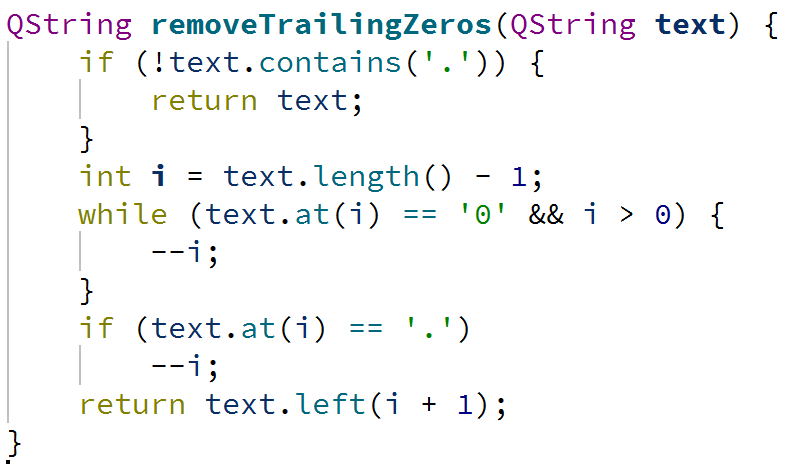 QString removeTrailingZeros(QString text) {
    if (!text.contains('.')) {
        return text;
    }
    int i = text.length() - 1;
    while (text.at(i) == '0' && i > 0) {
        --i;
    }
    if (text.at(i) == '.')
        --i;
    return text.left(i + 1);
}